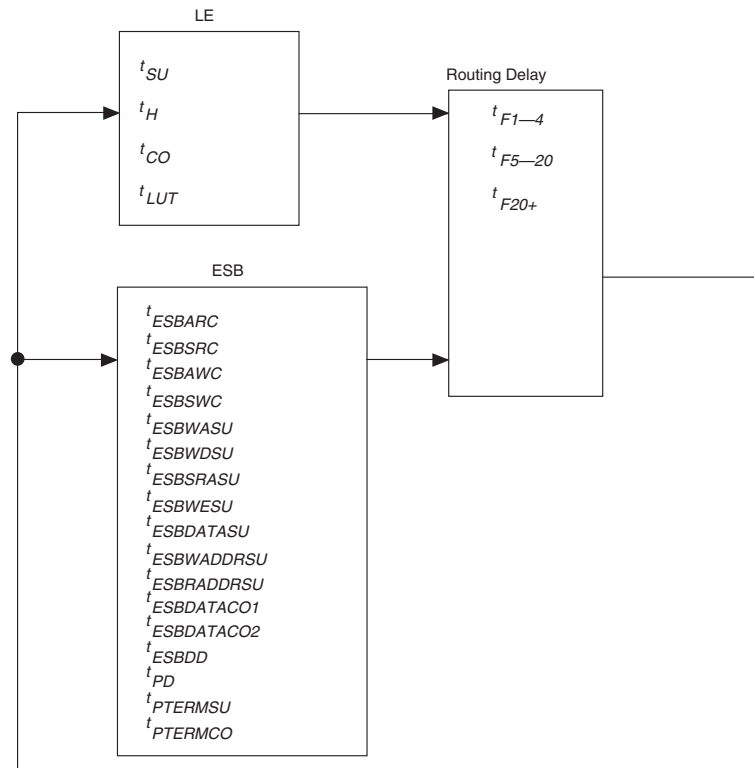 LE
tSU
tH
tCO
tLUT
Routing Delay
tF1—4
tF5—20
tF20+
ESB
tESBARC
tESBSRC
tESBAWC
tESBSWC
tESBWASU
tESBWDSU
tESBSRASU
tESBWESU
tESBDATASU
tESBWADDRSU
tESBRADDRSU
tESBDATACO1
tESBDATACO2
tESBDD
tPD
tPTERMSU
tPTERMCO